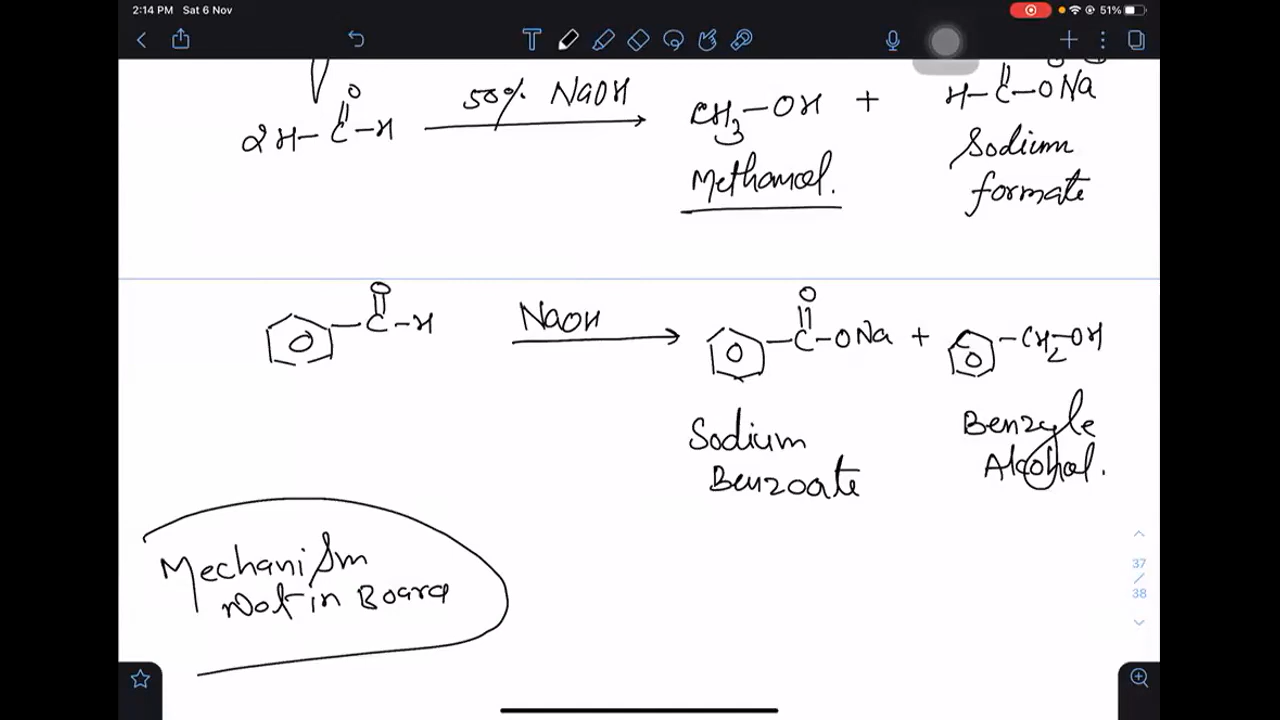 2:14 PM Sat 6 Nov
51%
2H-C-H
O
50% NaOH
CH3-OH + H-C-ONa
Methanol.
Sodium
formate
O
C-H
NaOH
O
C-ONa + CH2-OH
Sodium
Benzoate
Benzyle
Alcohol.
Mechanism
Not in Board
37
/
38